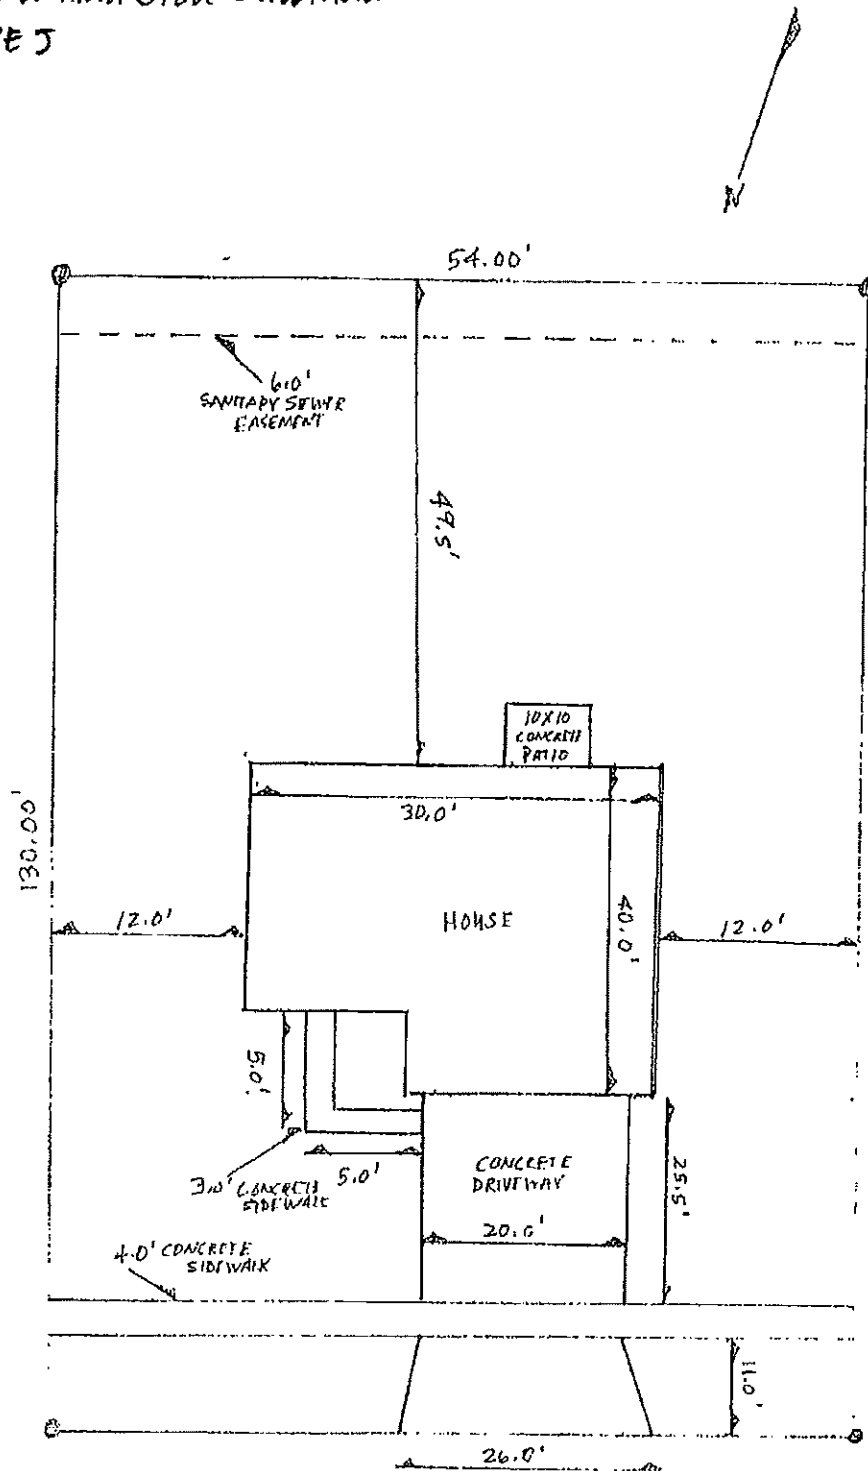 E J
N
54.00'
6.0'
SANITARY SEWER
EASEMENT
49.5'
10X10
CONCRETE
PATIO
30.0'
130.00'
12.0'
HOUSE
40.0'
12.0'
5.0'
3.0' CONCRETE
SIDEWALK
5.0'
CONCRETE
DRIVEWAY
25.5'
20.0'
4.0' CONCRETE
SIDEWALK
11.0'
26.0'